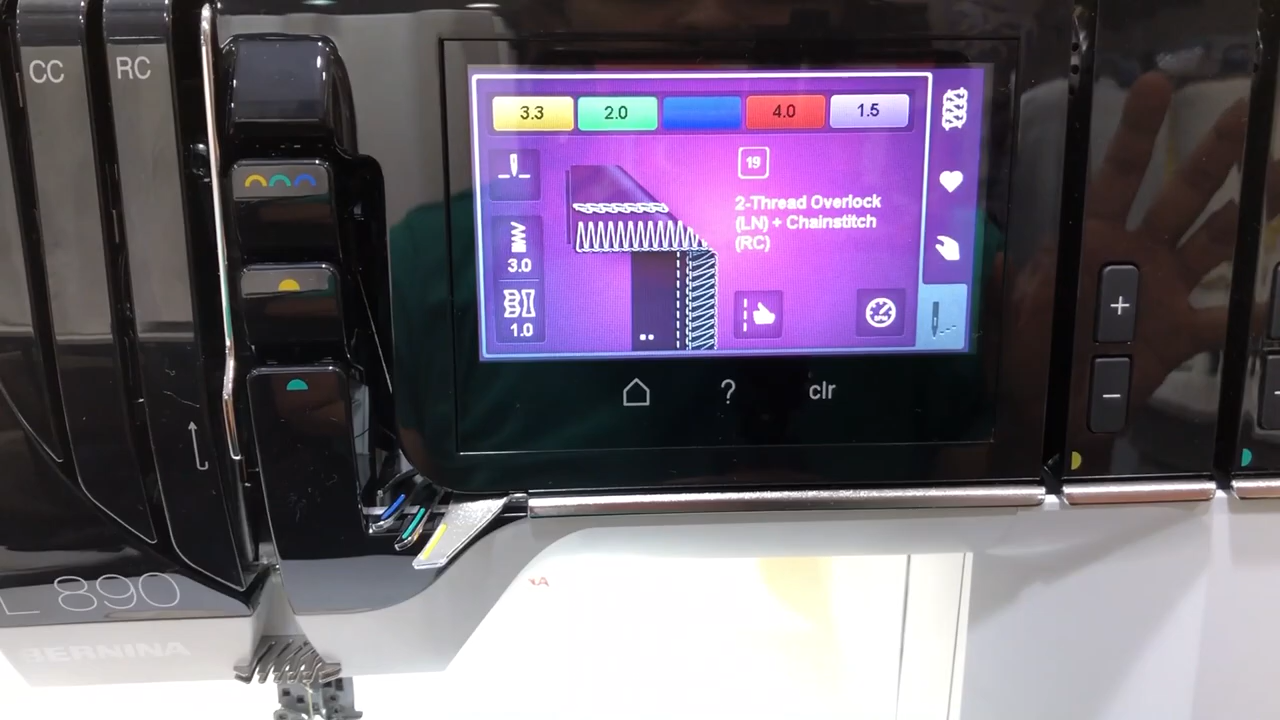 CC
RC
3.3
2.0
4.0
1.5
19
2-Thread Overlock
(LN) + Chainstitch
(RC)
3.0
1.0
?
clr
+
−
L 890
BERNINA